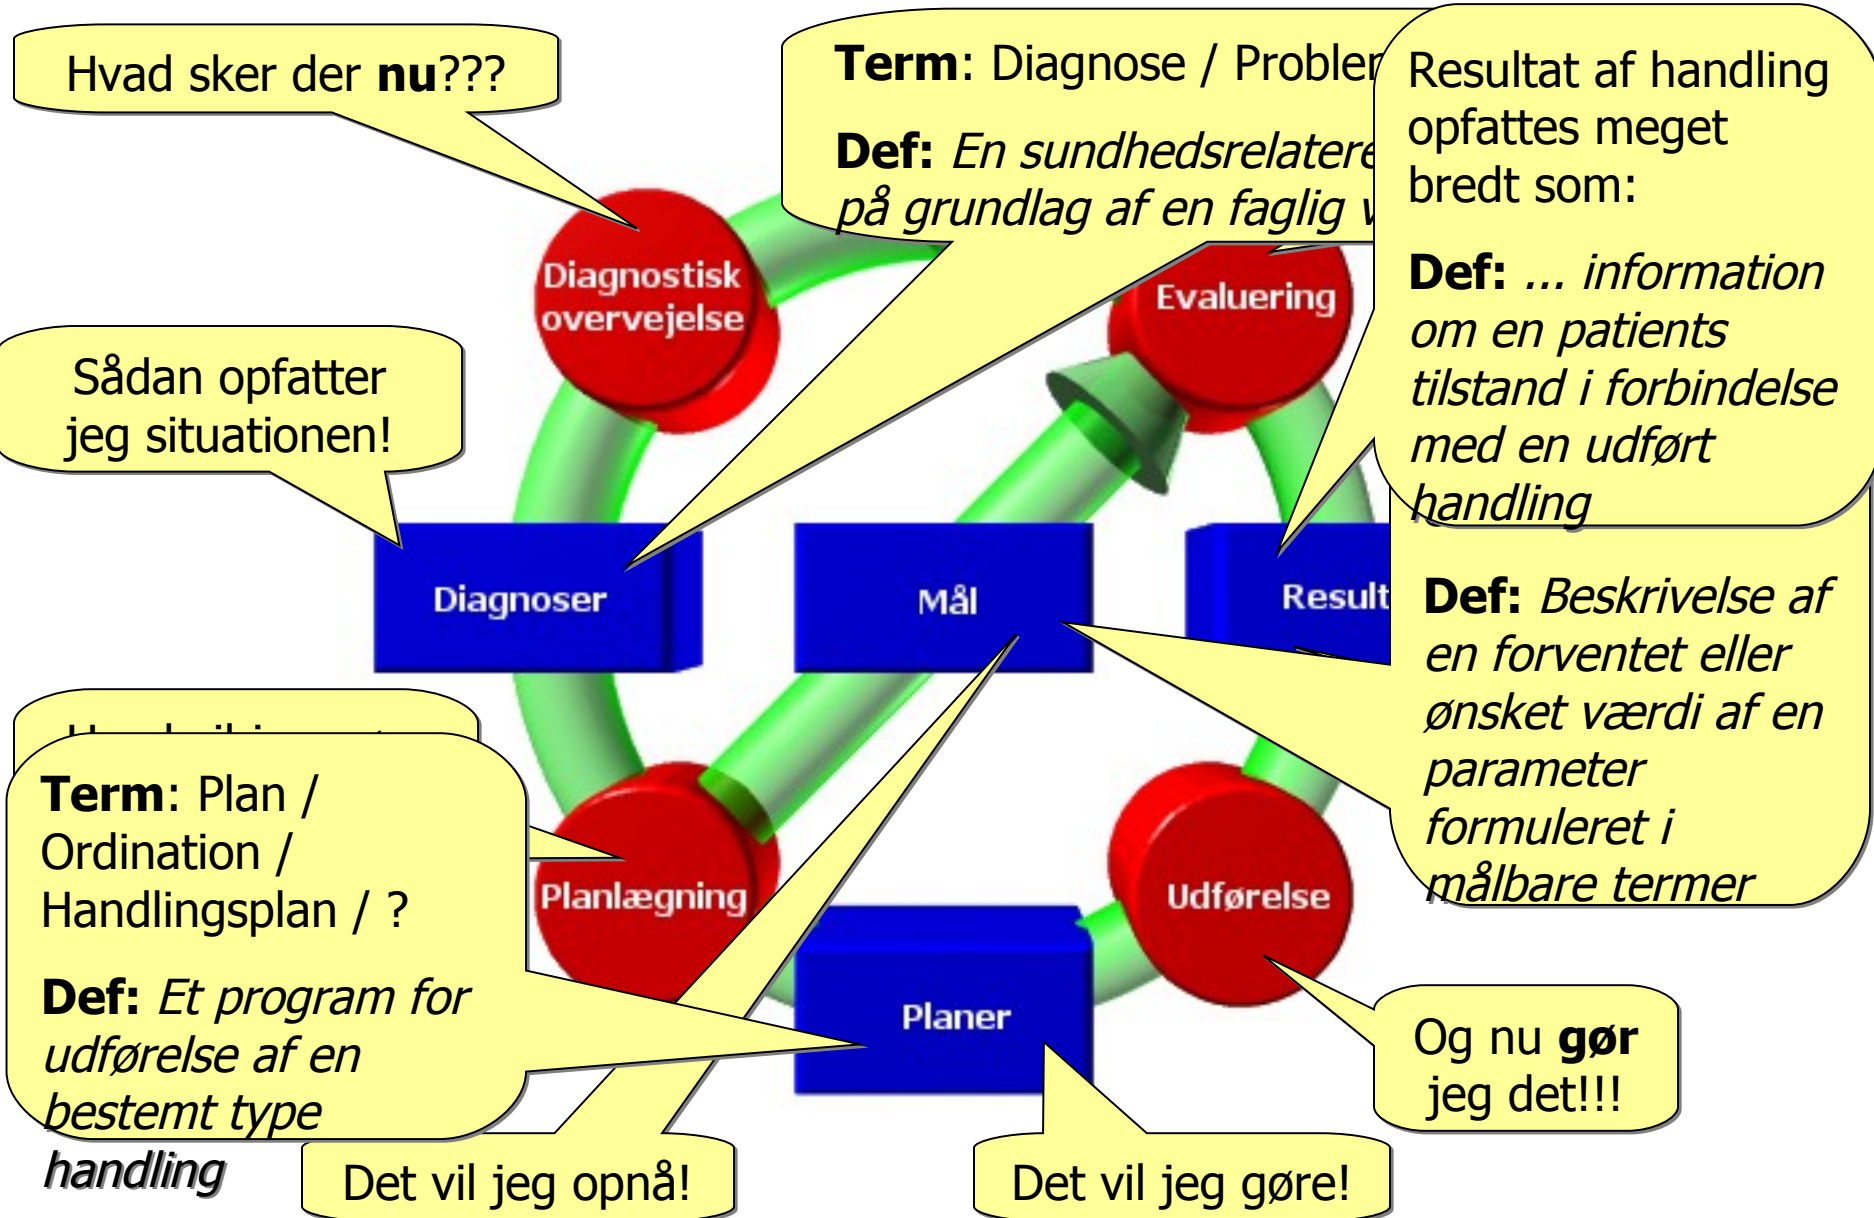 Hvad sker der nu???
Term: Diagnose /
Def: En
på grundlag af en faglig
Resultat af handling
opfattes meget
bredt som:
Def: ... information
om en patients
tilstand i forbindelse
med en udført
handling
Diagnostisk
overvejelse
Evaluering
Sådan opfatter
jeg situationen!
Diagnoser
Mål
Def: Beskrivelse af
en forventet eller
ønsket værdi af en
parameter
formuleret i
målbare termer
Term: Plan /
Ordination /
Handlingsplan / ?
Def: Et program for
udførelse af en
bestemt type
handling
Planlægning
Udførelse
Planer
Og nu gør
jeg det!!!
Det vil jeg opnå!
Det vil jeg gøre!